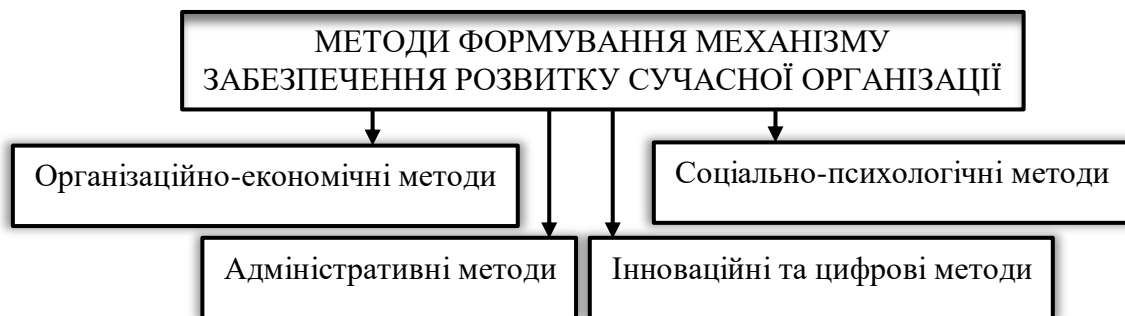 МЕТОДИ ФОРМУВАННЯ МЕХАНІЗМУ
ЗАБЕЗПЕЧЕННЯ РОЗВИТКУ СУЧАСНОЇ ОРГАНІЗАЦІЇ
Організаційно-економічні методи
Соціально-психологічні методи
Адміністративні методи
Інноваційні та цифрові методи